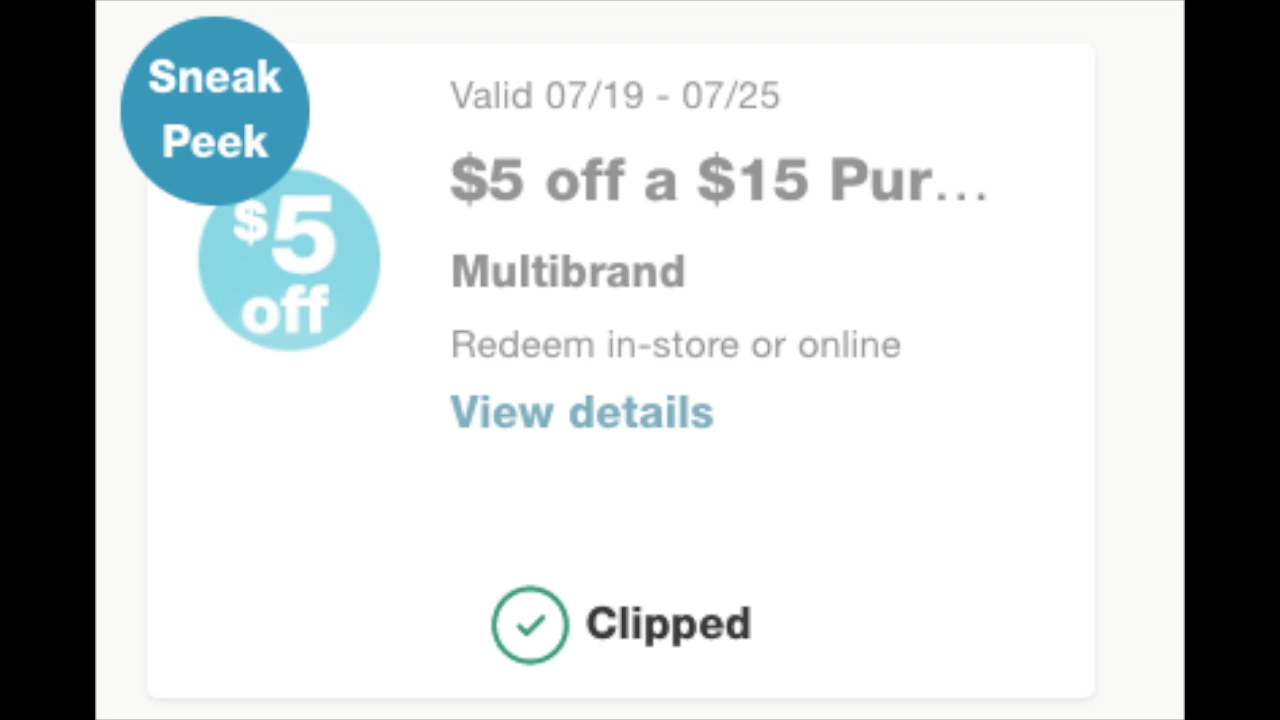 Sneak
Peek
$5
off
Valid 07/19 - 07/25
$5 off a $15 Pur...
Multibrand
Redeem in-store or online
View details
Clipped